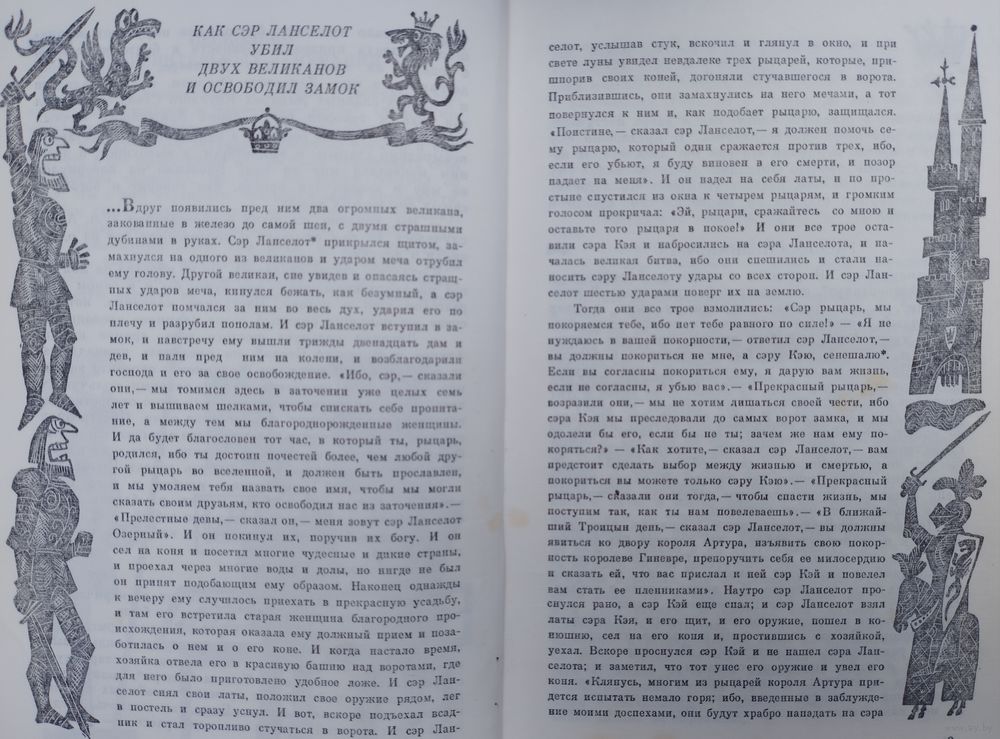 КАК СЭР ЛАНСЕЛОТ
УБИЛ
ДВУХ ВЕЛИКАНОВ
И ОСВОБОДИЛ ЗАМОК
...Вдруг появились пред ним два огромных великана,
закованные в железо до самой шеи, с двумя страшными
дубинами в руках. Сэр Ланселот* прикрылся щитом, за-
махнулся на одного из великанов и ударом меча отрубил
ему голову. Другой великан, сие увидев и опасаясь страш-
ных ударов меча, кинулся бежать, как безумный, а сэр
Ланселот помчался за ним во весь дух, ударил его по
плечу и разрубил пополам. И сэр Ланселот вступил в за-
мок, и навстречу ему вышли трижды двенадцать дам и
дев, и пали пред ним на колени, и возблагодарили
господа и его за свое освобождение. «Ибо, сэр,— сказали
они,— мы томимся здесь в заточении уже целых семь
лет и вышиваем шелками, чтобы снискать себе пропита-
ние, а между тем мы благороднорожденные женщины.
И да будет благословен тот час, в который ты, рыцарь,
родился, ибо ты достоин почестей более, чем любой дру-
гой рыцарь во вселенной, и должен быть прославлен,
и мы умоляем тебя назвать свое имя, чтобы мы могли
сказать своим друзьям, кто освободил нас из заточения».—
«Прелестные девы,— сказал он,— меня зовут сэр Ланселот
Озерный». И он покинул их, поручив их богу. И он
сел на коня и посетил многие чудесные и дикие страны,
и проехал через многие воды и долы, но нигде не был
он принят подобающим ему образом. Наконец однажды
к вечеру ему случилось приехать в прекрасную усадьбу,
и там его встретила старая женщина благородного про-
исхождения, которая оказала ему должный прием и поза-
ботилась о нем и о его коне. И когда настало время,
хозяйка отвела его в красивую башню над воротами, где
для него было приготовлено удобное ложе. И сэр Лан-
селот снял свои латы, положил свое оружие рядом, лег
в постель и сразу уснул. И вот, вскоре подъехал всад-
ник и стал торопливо стучаться в ворота. И сэр Лан-
селот, услышав стук, вскочил и глянул в окно, и при
свете луны увидел невдалеке трех рыцарей, которые, при-
шпорив своих коней, догоняли стучавшегося в ворота.
Приблизившись, они замахнулись на него мечами, а тот
повернулся к ним и, как подобает рыцарю, защищался.
«Поистине,— сказал сэр Ланселот,— я должен помочь се-
му рыцарю, который один сражается против трех, ибо,
если его убьют, я буду виновен в его смерти, и позор
падает на меня». И он надел на себя латы, и по про-
стыне спустился из окна к четырем рыцарям, и громким
голосом прокричал: «Эй, рыцари, сражайтесь со мною и
оставьте того рыцаря в покое!» И они все трое оста-
вили сэра Кэя и набросились на сэра Ланселота, и на-
чалась великая битва, ибо они спешились и стали на-
носить сэру Ланселоту удары со всех сторон. И сэр Лан-
селот шестью ударами поверг их на землю.
Тогда они все трое взмолились: «Сэр рыцарь, мы
покоряемся тебе, ибо нет тебе равного по силе!» — «Я не
нуждаюсь в вашей покорности,— ответил сэр Ланселот,—
вы должны покориться не мне, а сэру Кэю, сенешалю*.
Если вы согласны покориться ему, я дарую вам жизнь,
если не согласны, я убью вас».— «Прекрасный рыцарь,—
возразили они,— мы не хотим лишаться своей чести, ибо
сэра Кэя мы преследовали до самых ворот замка, и мы
одолели бы его, если бы не ты; зачем же нам ему по-
коряться?» — «Как хотите,— сказал сэр Ланселот,— вам
предстоит сделать выбор между жизнью и смертью, а
покориться вы можете только сэру Кэю».— «Прекрасный
рыцарь,— сказали они тогда,— чтобы спасти жизнь, мы
поступим так, как ты нам повелеваешь».— «В ближай-
ший Троицын день,— сказал сэр Ланселот,— вы должны
явиться ко двору короля Артура, изъявить свою покор-
ность королеве Гиневре, препоручить себя ее милосердию
и сказать ей, что вас прислал к ней сэр Кэй и повелел
вам стать ее пленниками». Наутро сэр Ланселот про-
снулся рано, а сэр Кэй еще спал; и сэр Ланселот взял
латы сэра Кэя, и его щит, и его оружие, пошел в ко-
нюшню, сел на его коня и, простившись с хозяйкой,
уехал. Вскоре проснулся сэр Кэй и не нашел сэра Лан-
селота; и заметил, что тот унес его оружие и увел его
коня. «Клянусь, многим из рыцарей короля Артура при-
дется испытать немало горя; ибо, введенные в заблужде-
ние моими доспехами, они будут храбро нападать на сэра